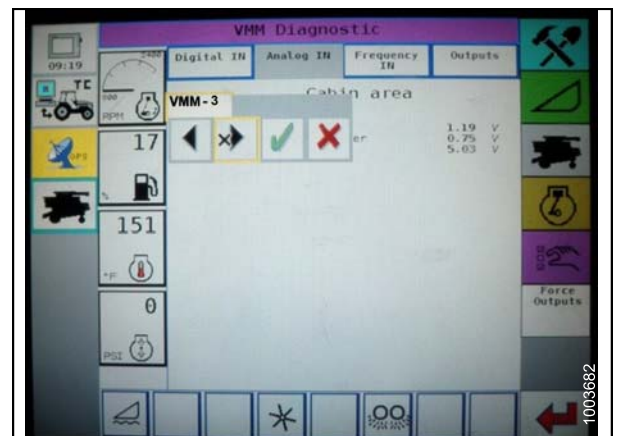 VMM Diagnostic
09:19
TC
GPS
Digital IN
Analog IN
Frequency
IN
Outputs
RPM
Cabin area
VMM - 3
er
1.19 V
0.75 V
5.03 V
17
%
151
°F
0
PSI
SOS
Force
Outputs
1003682